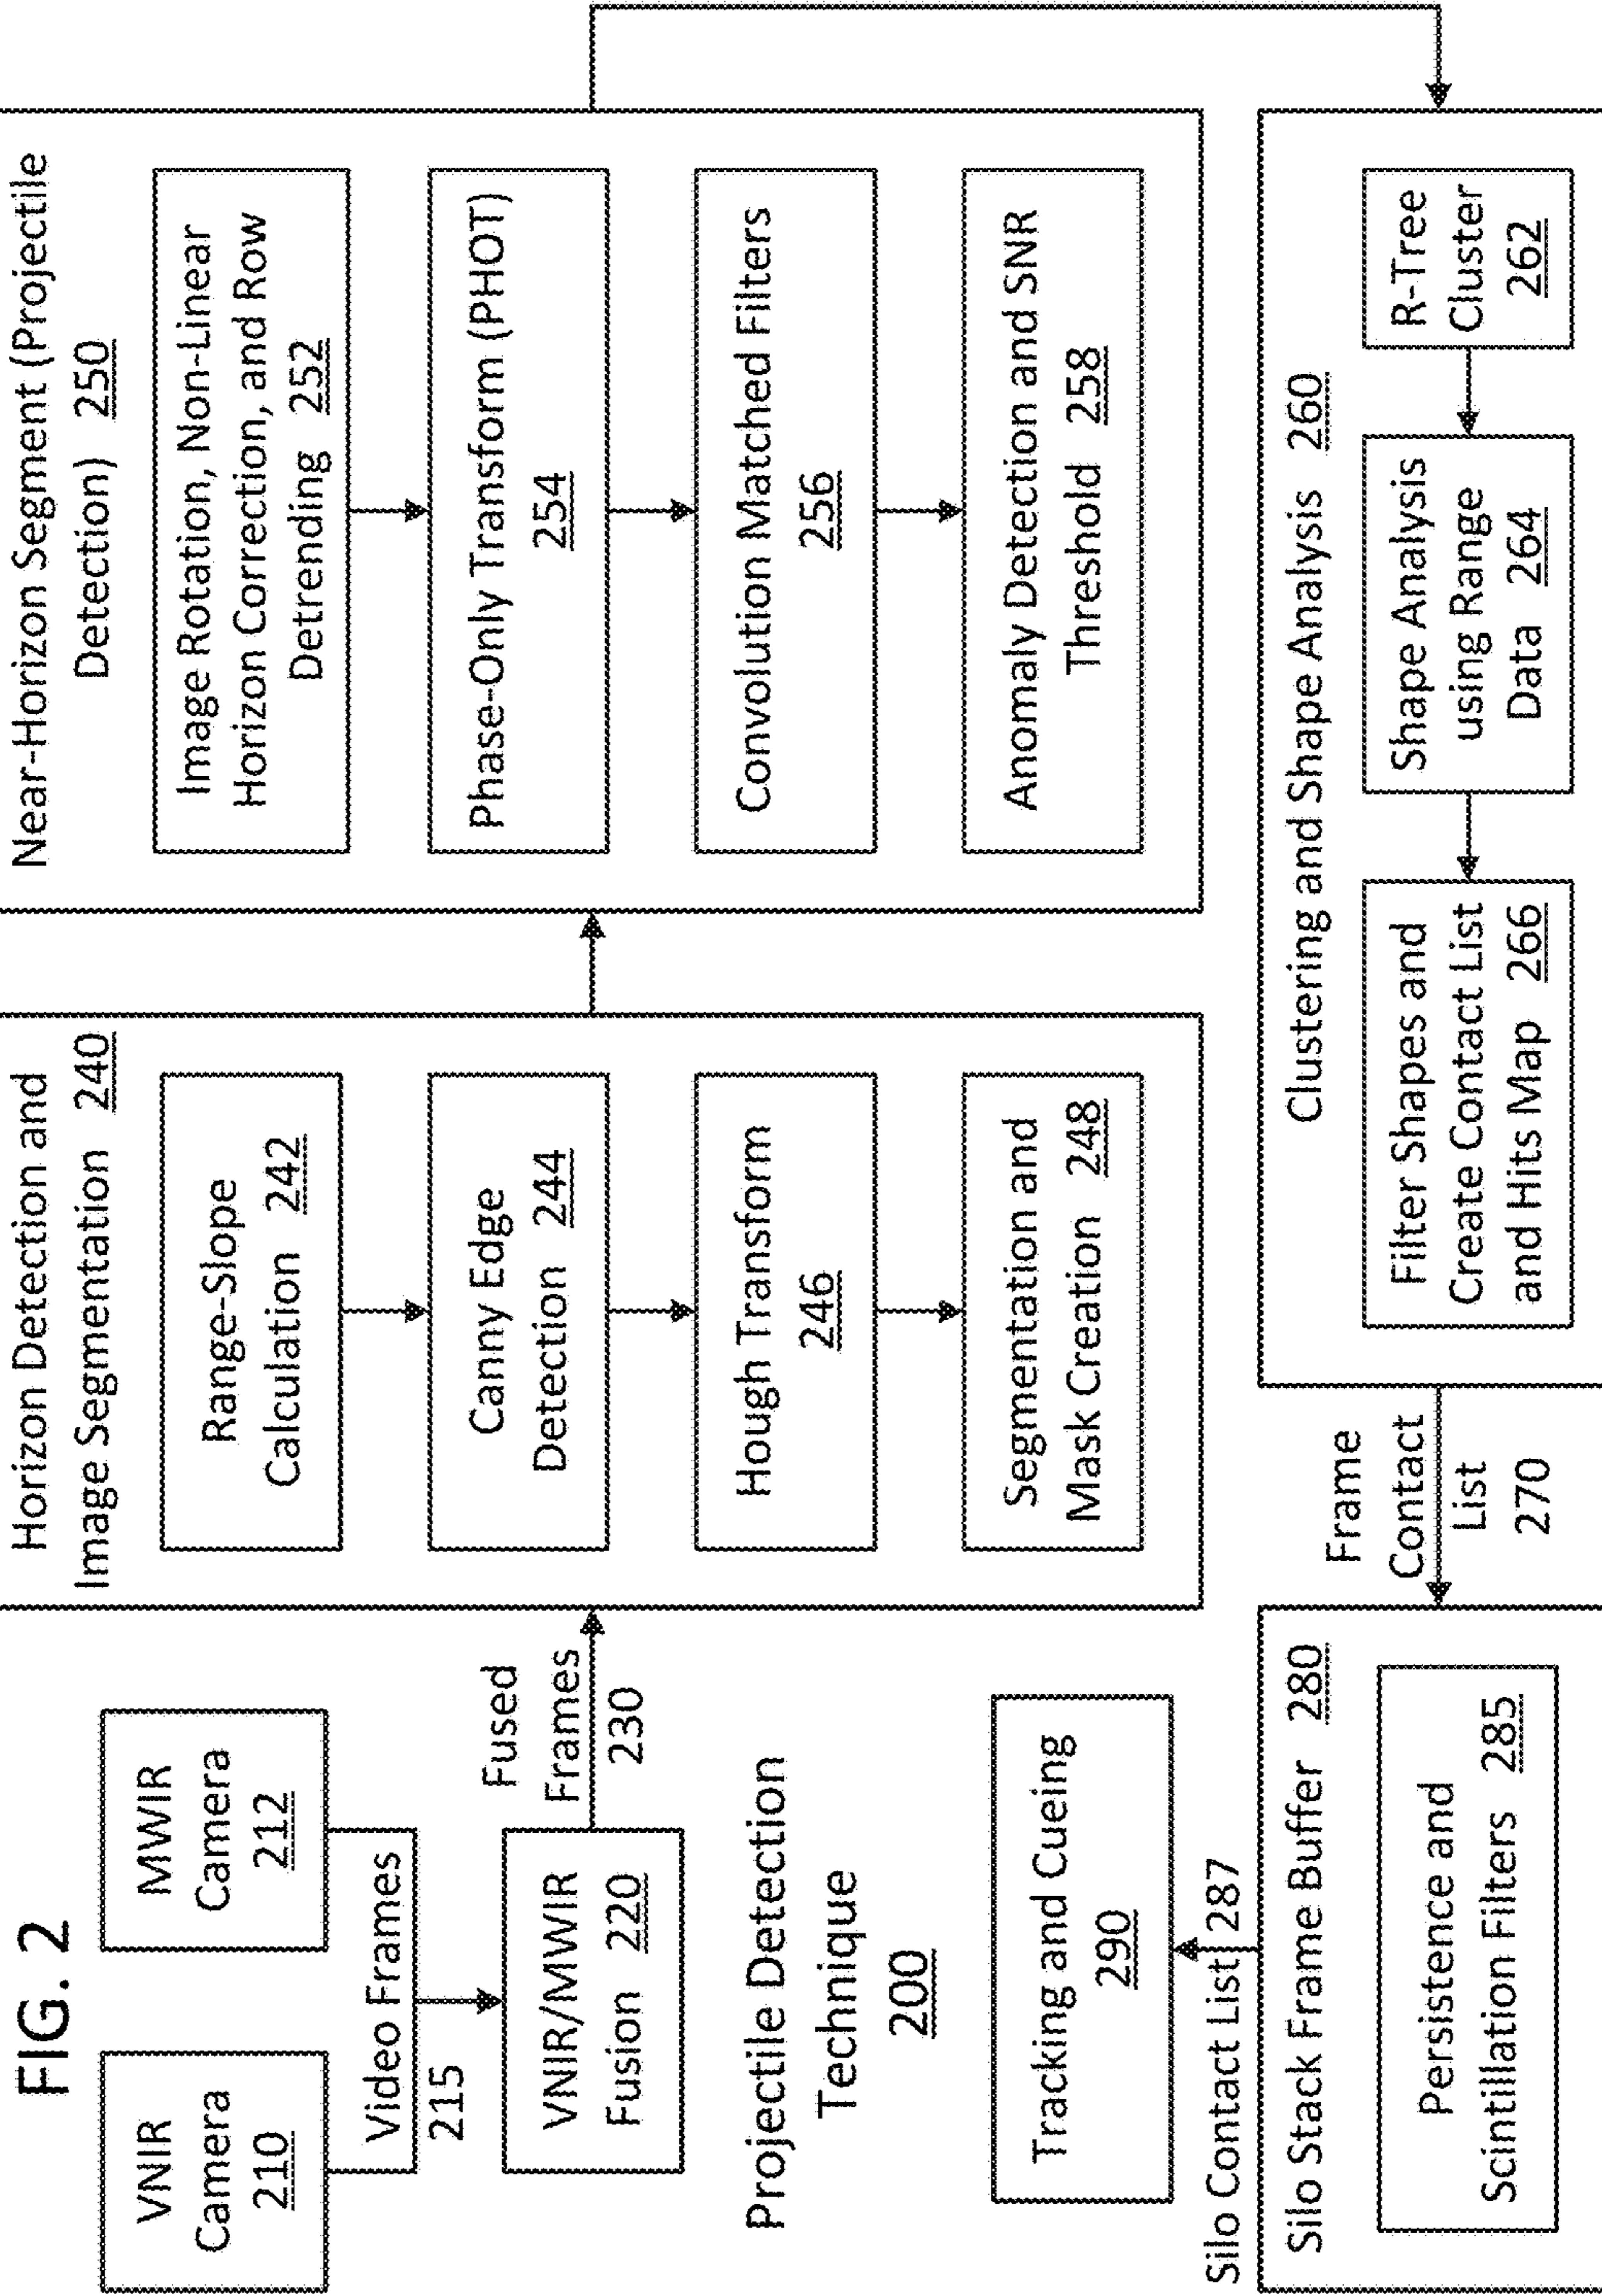 FIG. 2
VNIR
Camera
210
MWIR
Camera
212
Video Frames
215
VNIR/MWIR
Fusion 220
Fused
Frames
230
Projectile Detection
Technique
200
Horizon Detection and
Image Segmentation 240
Range-Slope
Calculation 242
Canny Edge
Detection 244
Hough Transform
246
Segmentation and
Mask Creation 248
Near-Horizon Segment (Projectile
Detection) 250
Image Rotation, Non-Linear
Horizon Correction, and Row
Detrending 252
Phase-Only Transform (PHOT)
254
Convolution Matched Filters
256
Anomaly Detection and SNR
Threshold 258
Clustering and Shape Analysis 260
R-Tree
Cluster
262
Shape Analysis
using Range
Data 264
Filter Shapes and
Create Contact List
and Hits Map 266
Frame
Contact
List
270
Silo Stack Frame Buffer 280
Persistence and
Scintillation Filters 285
Silo Contact List 287
Tracking and Cueing
290